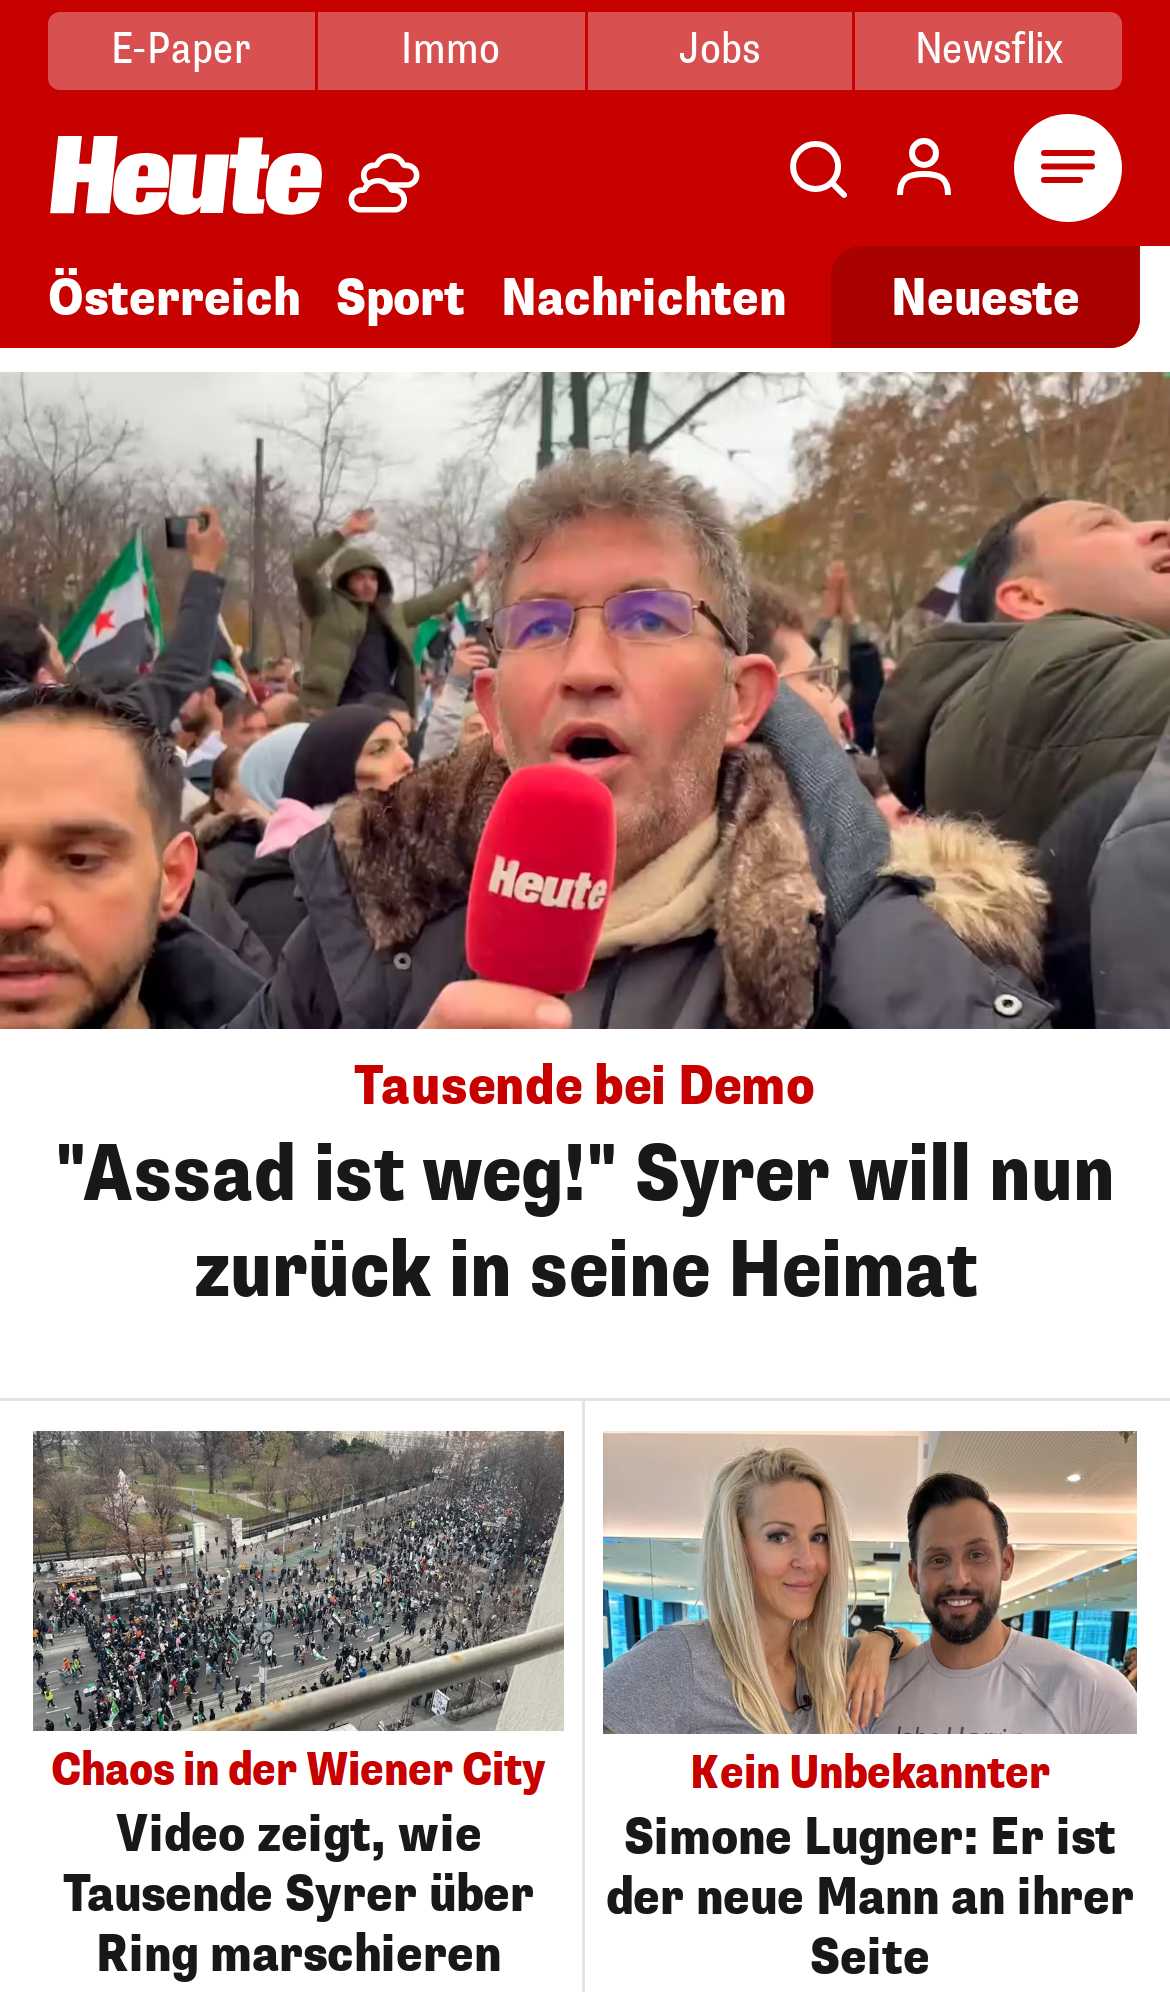 E-Paper
Immo
Jobs
Newsflix
Heute
Österreich
Sport
Nachrichten
Neueste
Heute
Tausende bei Demo
"Assad ist weg!" Syrer will nun
zurück in seine Heimat
Chaos in der Wiener City
Video zeigt, wie
Tausende Syrer über
Ring marschieren
Kein Unbekannter
Simone Lugner: Er ist
der neue Mann an ihrer
Seite